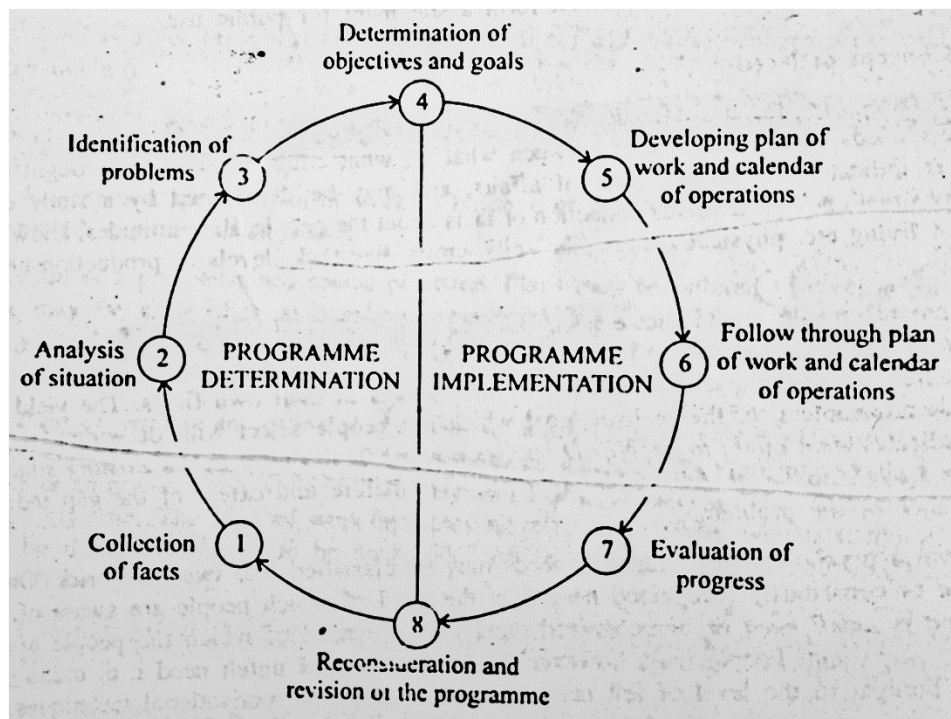 Determination of
objectives and goals
4
Identification of
problems
3
Developing plan of
work and calendar
of operations
5
Analysis
of situation
2
PROGRAMME
DETERMINATION
PROGRAMME
IMPLEMENTATION
6
Follow through plan
of work and calendar
of operations
Collection
of facts
1
7
Evaluation of
progress
8
Reconsideration and
revision of the programme